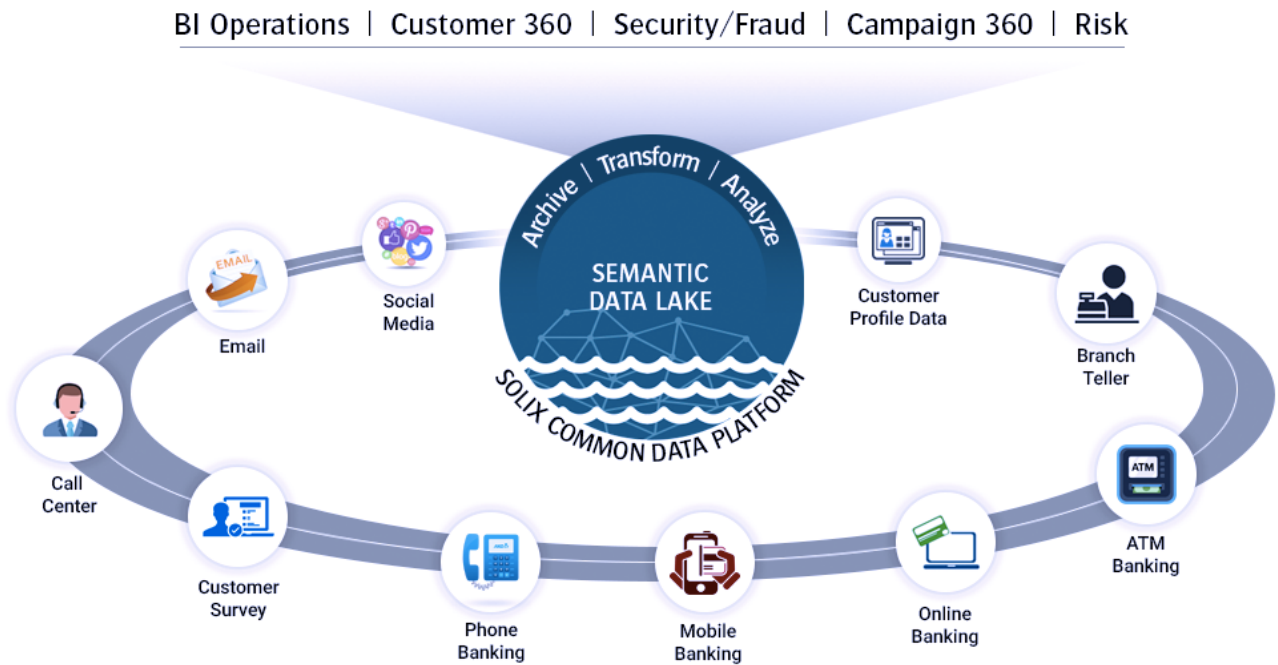 BI Operations | Customer 360 | Security/Fraud | Campaign 360 | Risk
Archive | Transform | Analyze
SEMANTIC
DATA LAKE
SOLIX COMMON DATA PLATFORM
Social
Media
EMAIL
Email
Call
Center
Customer
Survey
Phone
Banking
Mobile
Banking
Online
Banking
ATM
ATM
Banking
Branch
Teller
Customer
Profile Data